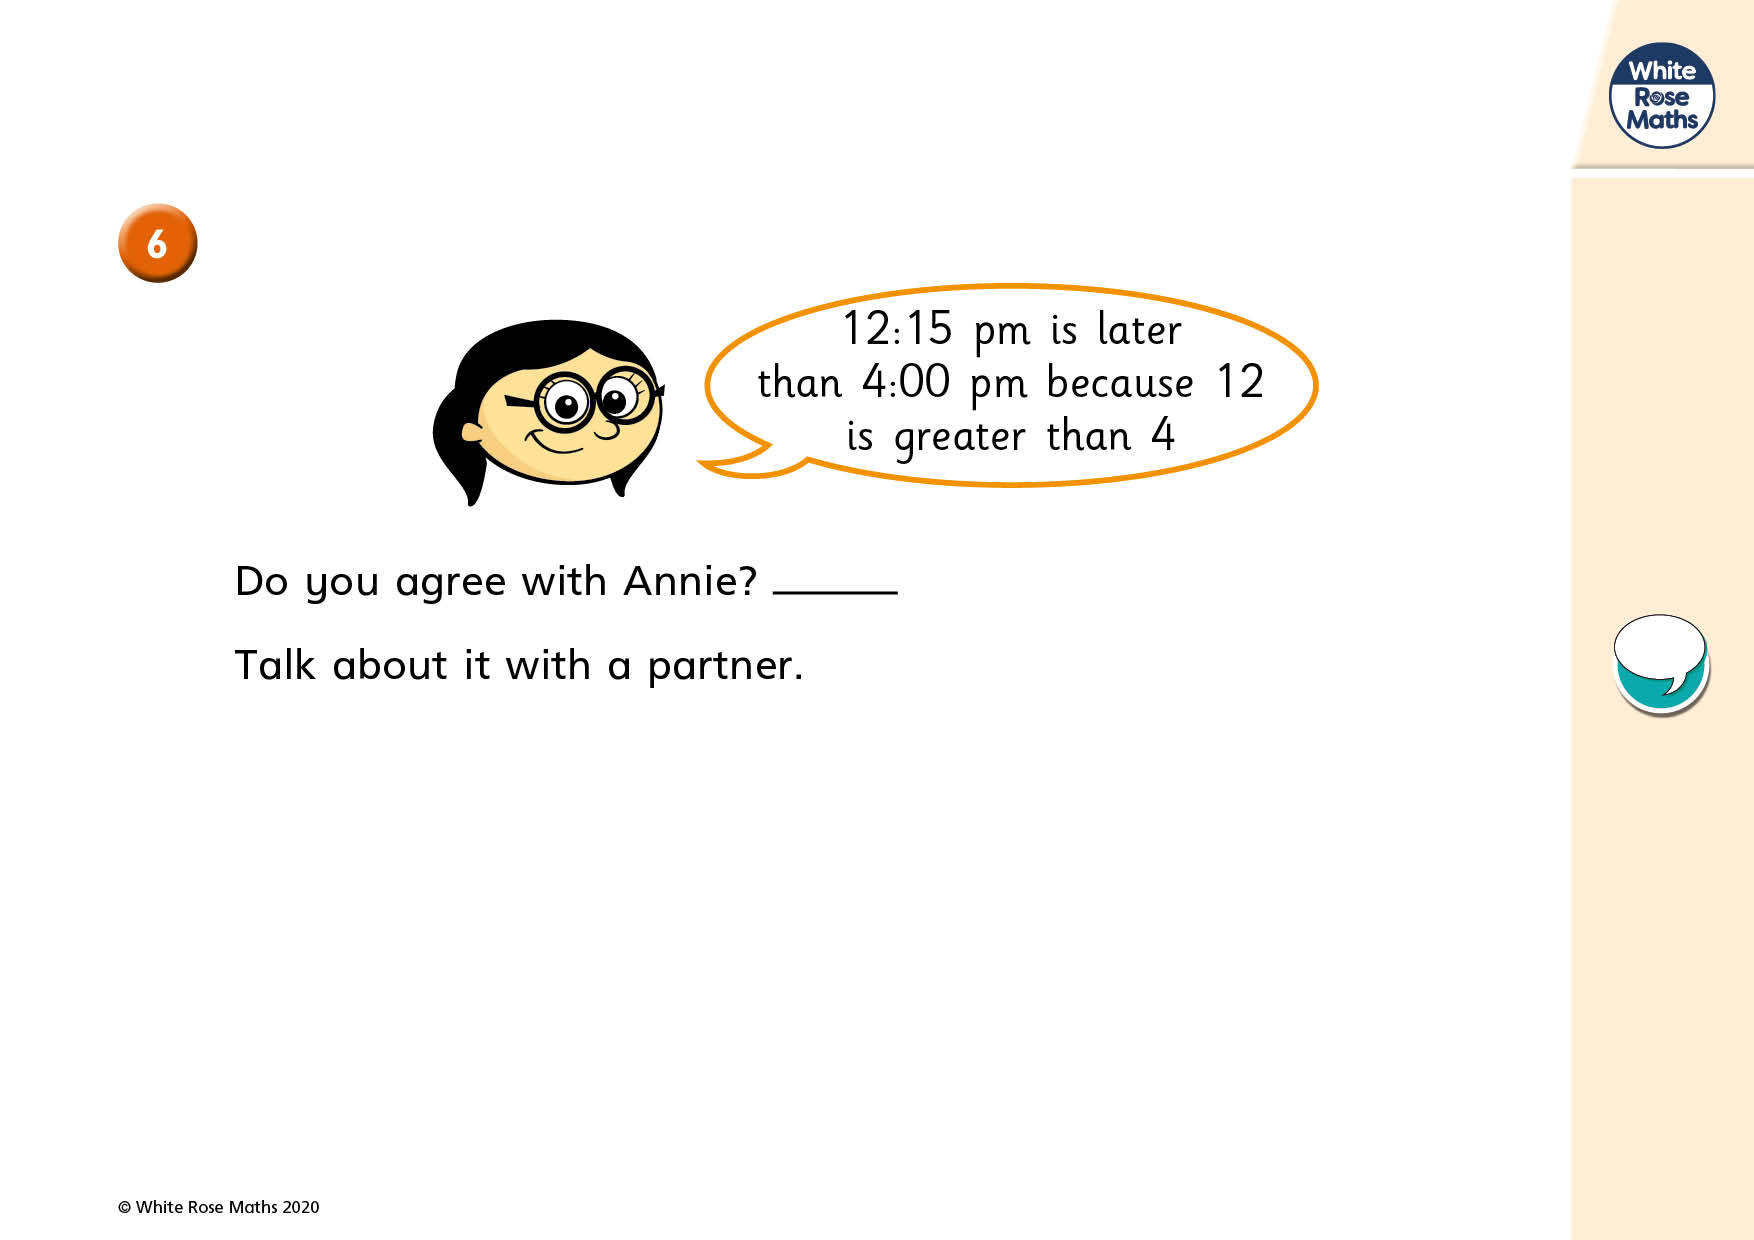 White
Rose
Maths
6
12:15 pm is later
than 4:00 pm because 12
is greater than 4
Do you agree with Annie? ______
Talk about it with a partner.
© White Rose Maths 2020